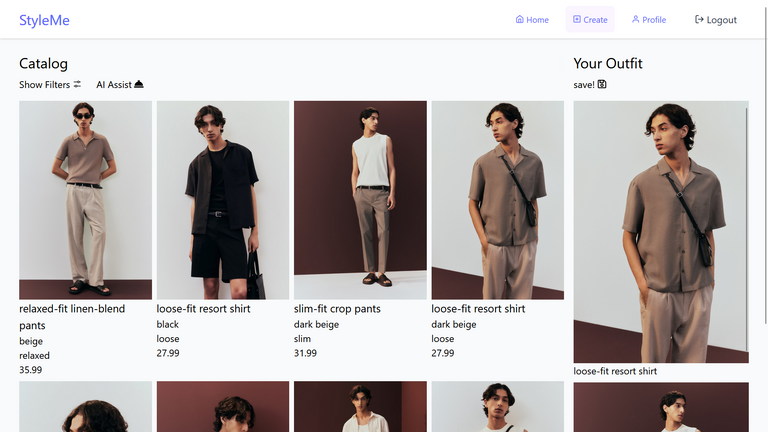 StyleMe
Home
Create
Profile
Logout
Catalog
Your Outfit
Show Filters
AI Assist
save!
relaxed-fit linen-blend
pants
beige
relaxed
35.99
loose-fit resort shirt
black
loose
27.99
slim-fit crop pants
dark beige
slim
31.99
loose-fit resort shirt
dark beige
loose
27.99
loose-fit resort shirt